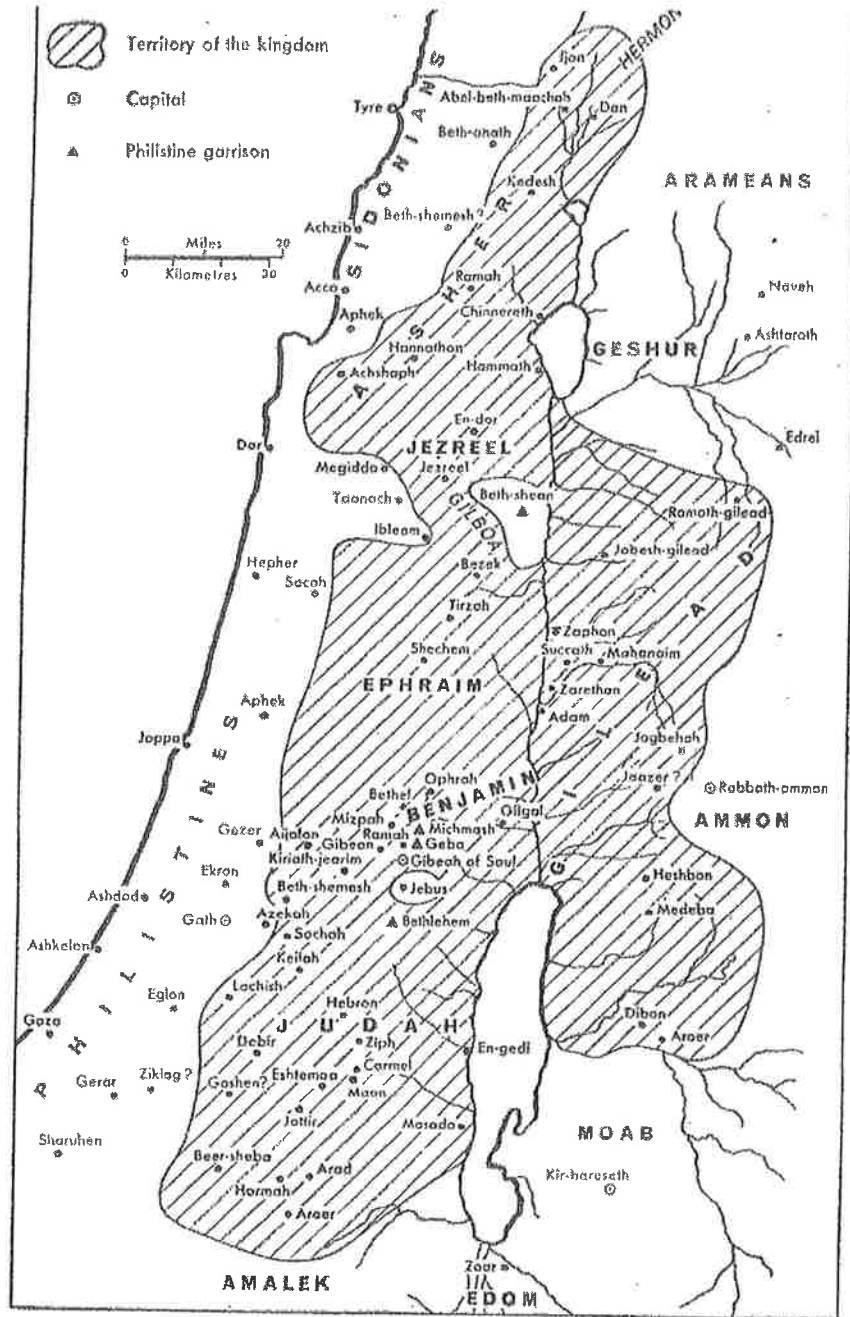 Territory of the kingdom
Capital
Philistine garrison
0 Miles 20
0 Kilometres 30
HERMON
Ijon
Abel-beth-maachah
Dan
Tyre
Beth-anath
SIDONIANS
ARAMEANS
Kedesh
Beth-shemesh?
Achzib
ASHER
Acco
Ramah
Naveh
Aphek
Chinnereth
Ashtaroth
GESHUR
Hannathon
Hammath
Achshaph
En-dor
Edrei
Dor
JEZREEL
Megiddo
Jezreel
Taanach
Beth-shean
Ramoth-gilead
GILBOA
Ibleam
Jabesh-gilead
Hepher
Bezek
Socoh
GILEAD
Tirzah
Zaphon
Shechem
Succoth
Mahanaim
EPHRAIM
Zarethan
Aphek
Adam
Joppa
Jogbehah
PHILISTINES
Ophrah
Jaazer ?
Rabbath-ammon
Bethel
BENJAMIN
Mizpah
Gilgal
AMMON
Gezer
Aijalon
Ramah
Michmash
Gibeon
Geba
Kiriath-jearim
Gibeah of Saul
Ekron
Heshbon
Beth-shemesh
Jebus
Ashdod
Medeba
Gath
Azekah
Bethlehem
Sochoh
Ashkelon
Keilah
Lachish
Eglon
Hebron
Gaza
JUDAH
Dibon
Debir
Ziph
Aroer
En-gedi
Gerar
Ziklag?
Goshen?
Eshtemoa
Carmel
Maon
Jattir
Masada
MOAB
Sharuhen
Beer-sheba
Arad
Kir-hareseth
Hormah
Aroer
Zoar
AMALEK
EDOM